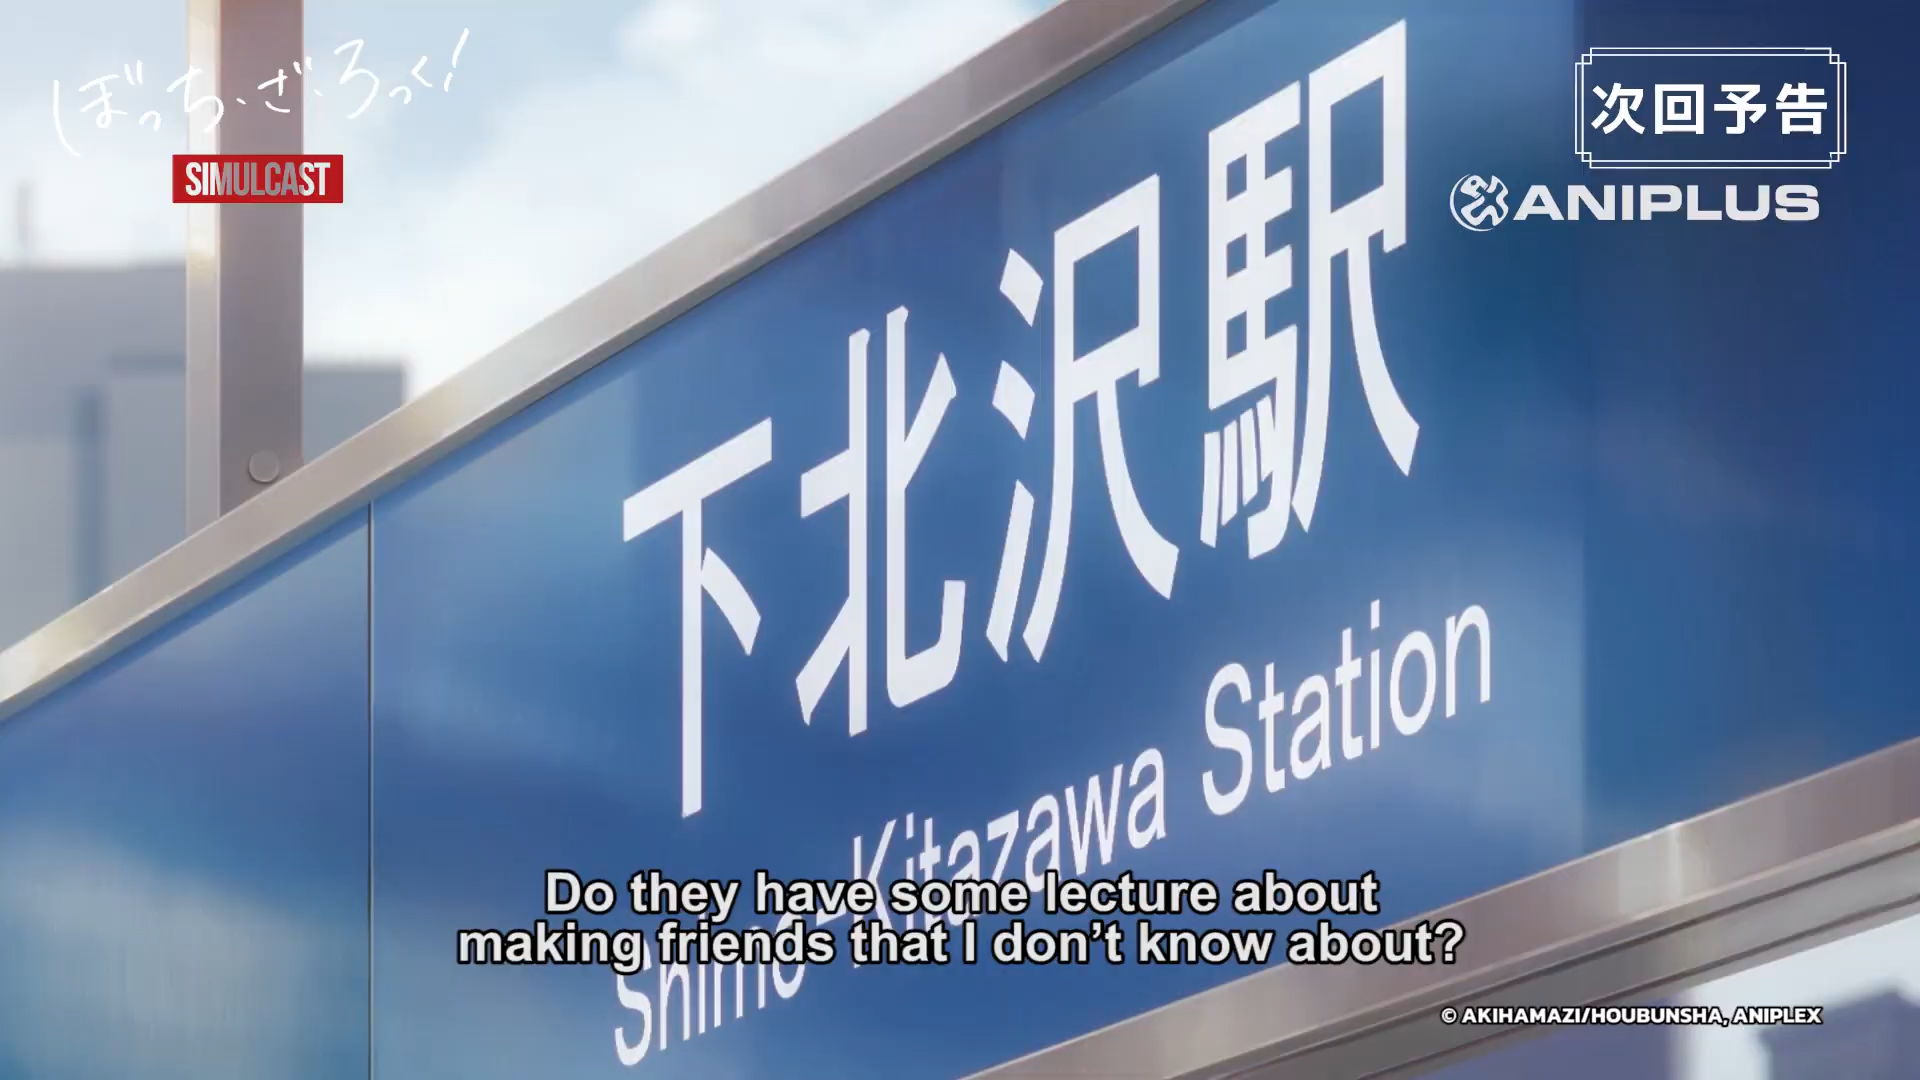 ぼっち・ざ・ろっく!
SIMULCAST
次回予告
ANIPLUS
下北沢駅
Shimo-Kitazawa Station
Do they have some lecture about
making friends that I don't know about?
© AKIHAMAZI/HOUBUNSHA, ANIPLEX